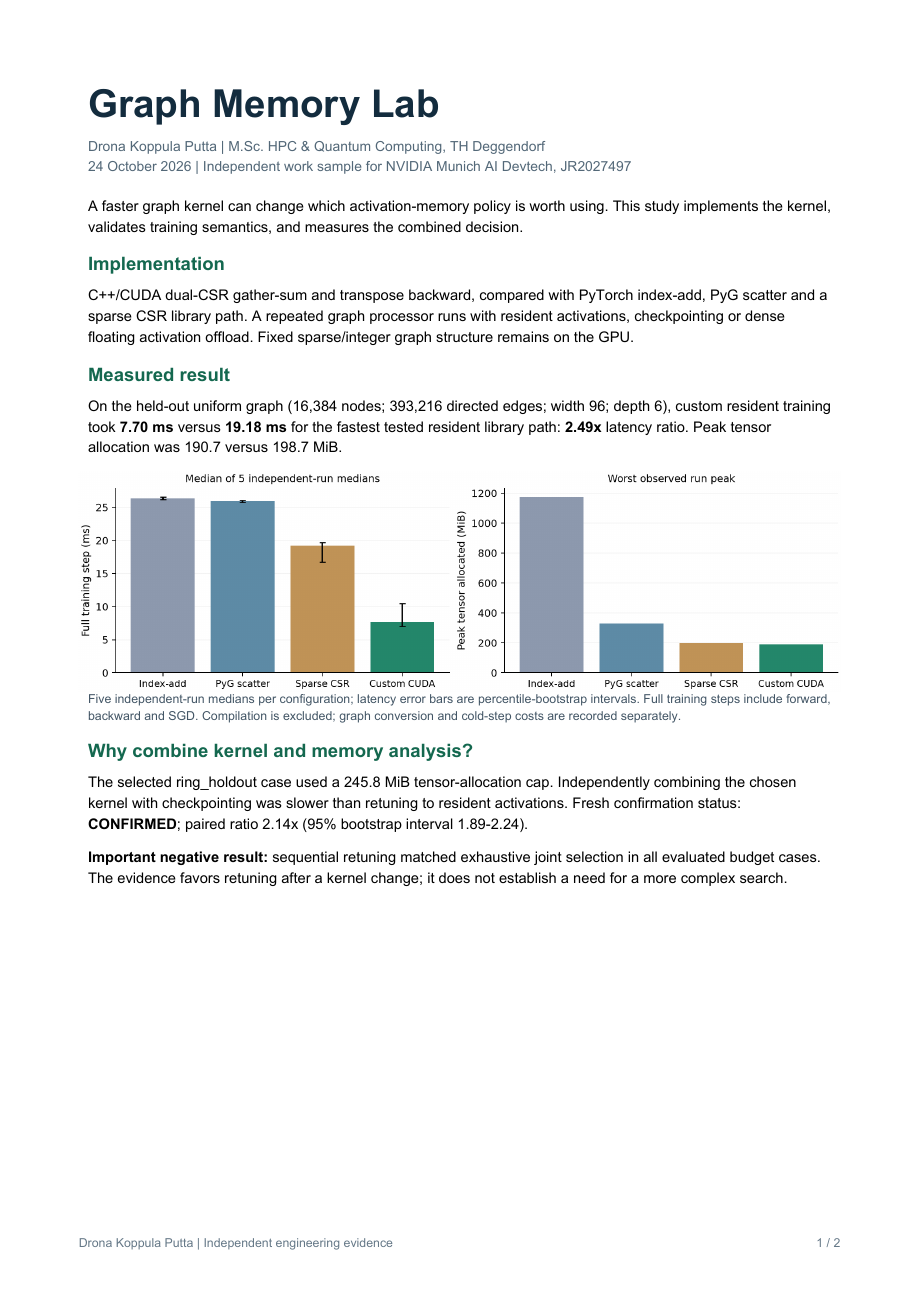 Graph Memory Lab
Drona Koppula Putta | M.Sc. HPC & Quantum Computing, TH Deggendorf
24 October 2026 | Independent work sample for NVIDIA Munich AI Devtech, JR2027497
A faster graph kernel can change which activation-memory policy is worth using. This study implements the kernel,
validates training semantics, and measures the combined decision.
Implementation
C++/CUDA dual-CSR gather-sum and transpose backward, compared with PyTorch index-add, PyG scatter and a
sparse CSR library path. A repeated graph processor runs with resident activations, checkpointing or dense
floating activation offload. Fixed sparse/integer graph structure remains on the GPU.
Measured result
On the held-out uniform graph (16,384 nodes; 393,216 directed edges; width 96; depth 6), custom resident training
took 7.70 ms versus 19.18 ms for the fastest tested resident library path: 2.49x latency ratio. Peak tensor
allocation was 190.7 versus 198.7 MiB.
Median of 5 independent-run medians
Full training step (ms)
25
20
15
10
5
0
Index-add PyG scatter Sparse CSR Custom CUDA
Worst observed run peak
Peak tensor allocated (MiB)
1200
1000
800
600
400
200
0
Index-add PyG scatter Sparse CSR Custom CUDA
Five independent-run medians per configuration; latency error bars are percentile-bootstrap intervals. Full training steps include forward,
backward and SGD. Compilation is excluded; graph conversion and cold-step costs are recorded separately.
Why combine kernel and memory analysis?
The selected ring_holdout case used a 245.8 MiB tensor-allocation cap. Independently combining the chosen
kernel with checkpointing was slower than retuning to resident activations. Fresh confirmation status:
CONFIRMED; paired ratio 2.14x (95% bootstrap interval 1.89-2.24).
Important negative result: sequential retuning matched exhaustive joint selection in all evaluated budget cases.
The evidence favors retuning after a kernel change; it does not establish a need for a more complex search.
Drona Koppula Putta | Independent engineering evidence
1 / 2